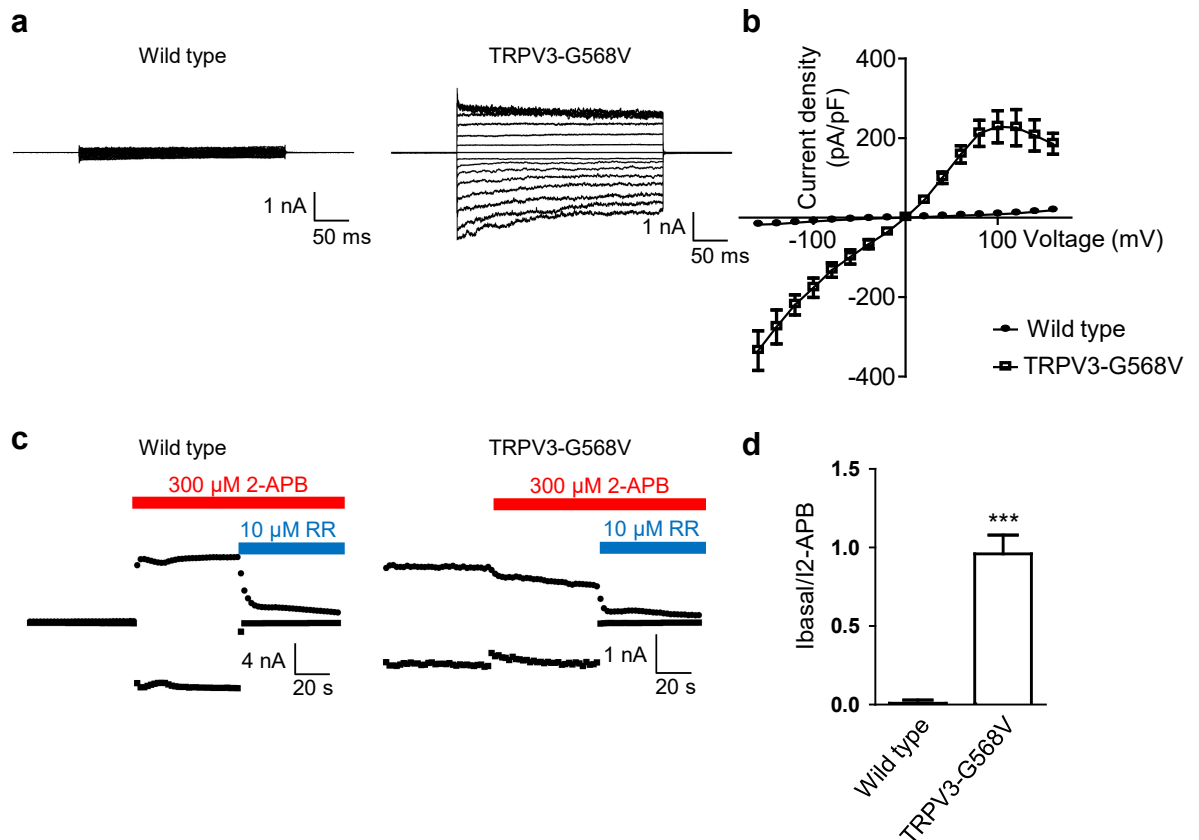 a
Wild type
TRPV3-G568V
1 nA
50 ms
1 nA
50 ms
b
Current density
(pA/pF)
400
200
-100
100 Voltage (mV)
-200
-400
Wild type
TRPV3-G568V
c
Wild type
300 µM 2-APB
10 µM RR
4 nA
20 s
TRPV3-G568V
300 µM 2-APB
10 µM RR
1 nA
20 s
d
Ibasal/I2-APB
1.5
1.0
0.5
0.0
***
Wild type
TRPV3-G568V